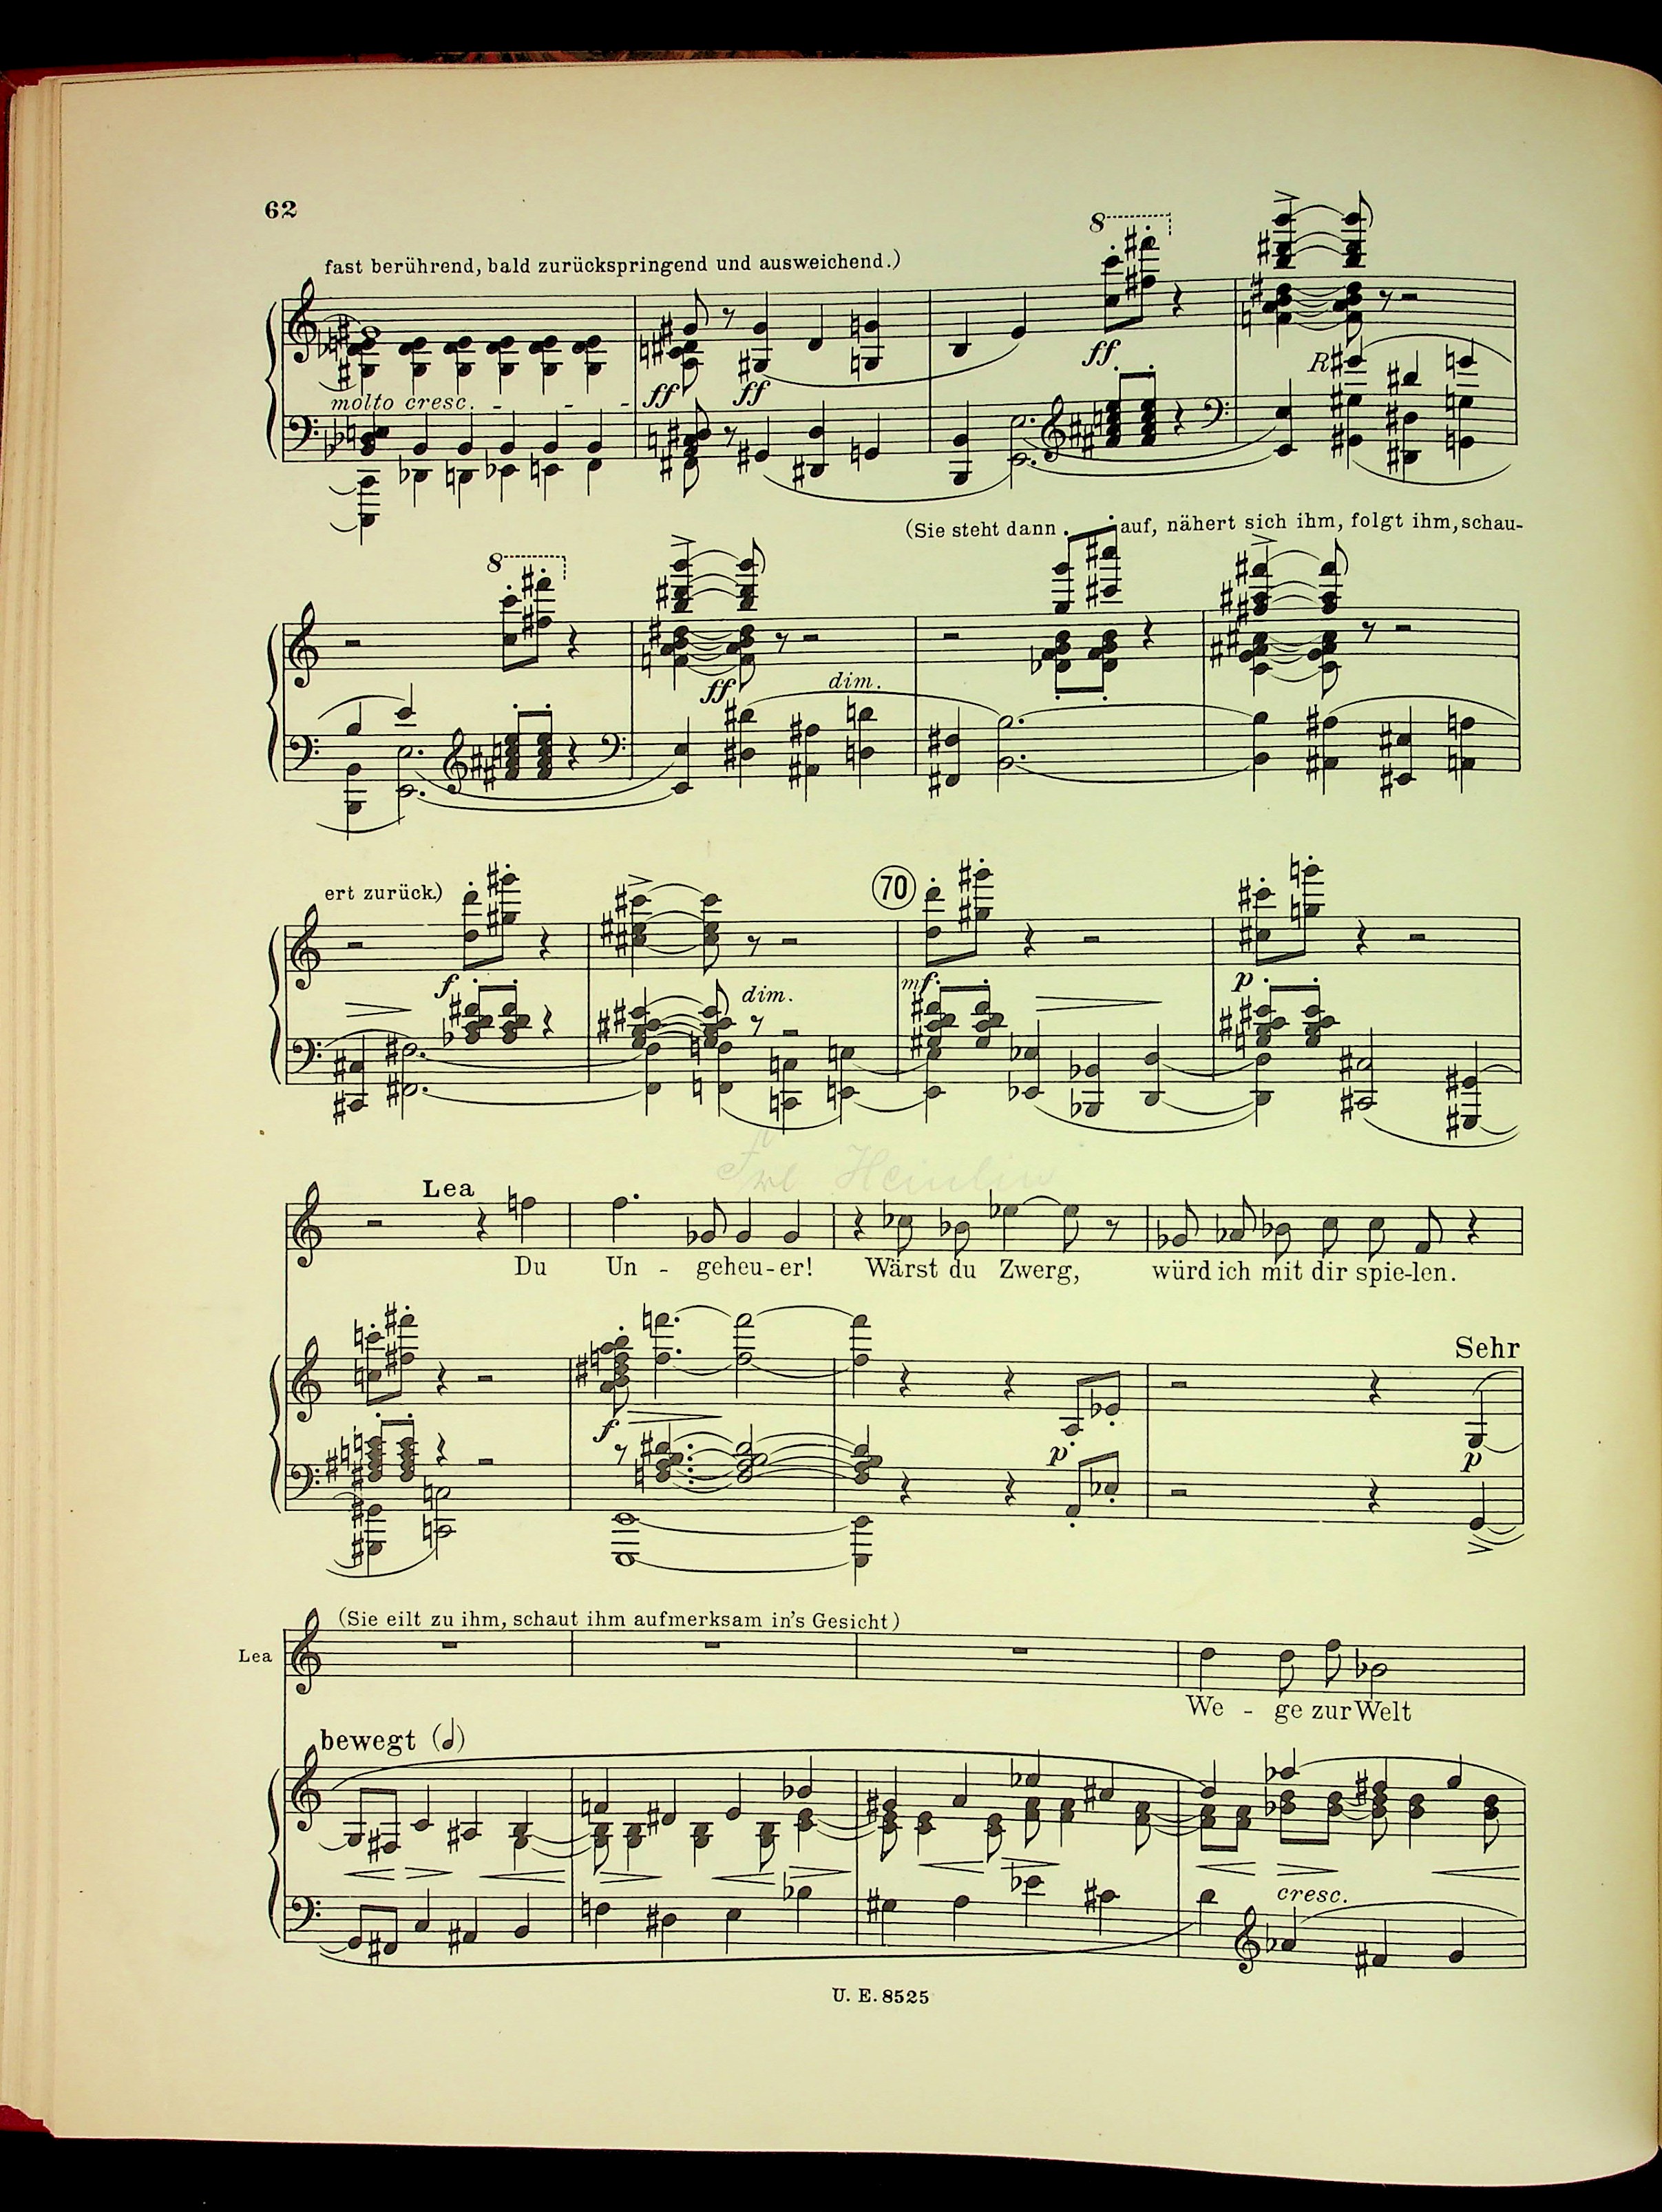 62
fast berührend, bald zurückspringend und ausweichend.)
8
molto cresc. - - -
ff ff ff
R
(Sie steht dann auf, nähert sich ihm, folgt ihm, schau-
8
ff dim.
ert zurück.)
70
f dim. mf p
Lea
Du Un - geheu - er! Wärst du Zwerg, würd ich mit dir spie-len.
Sehr
f p p
(Sie eilt zu ihm, schaut ihm aufmerksam in's Gesicht)
Lea
We - ge zur Welt
bewegt
cresc.
U. E. 8525